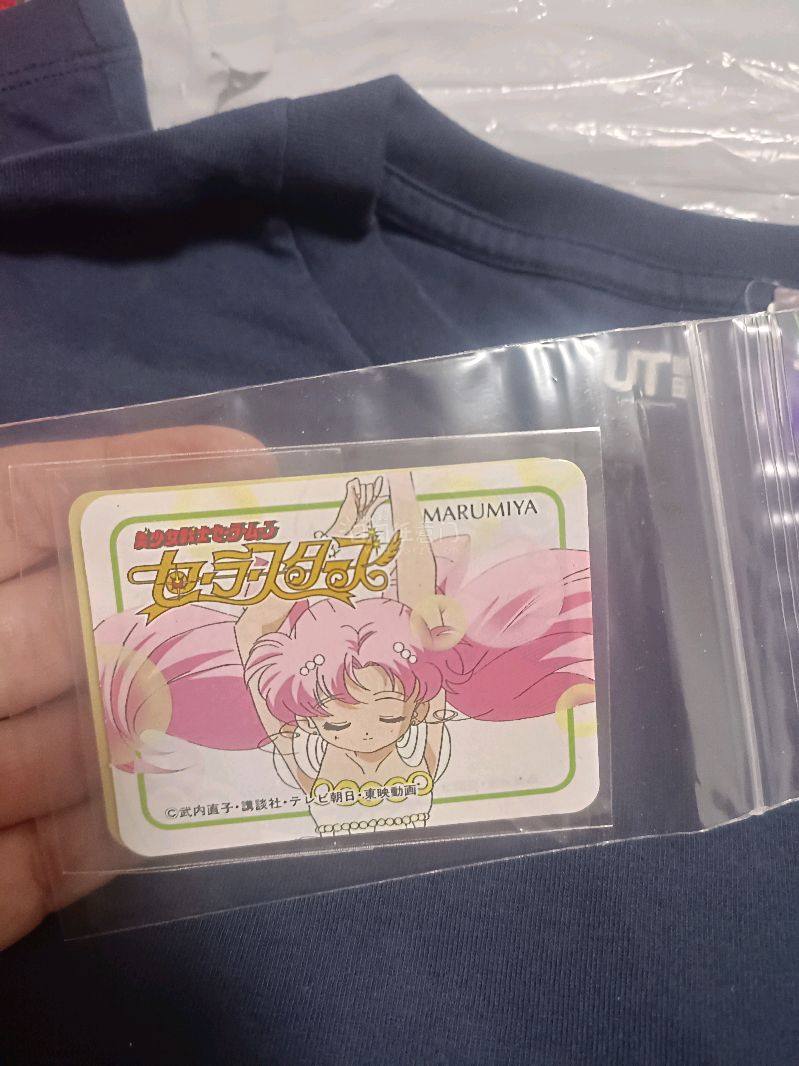 MARUMIYA
美少女戦士セーラームーン
セーラースターズ
©武内直子・講談社・テレビ朝日・東映動画
TU